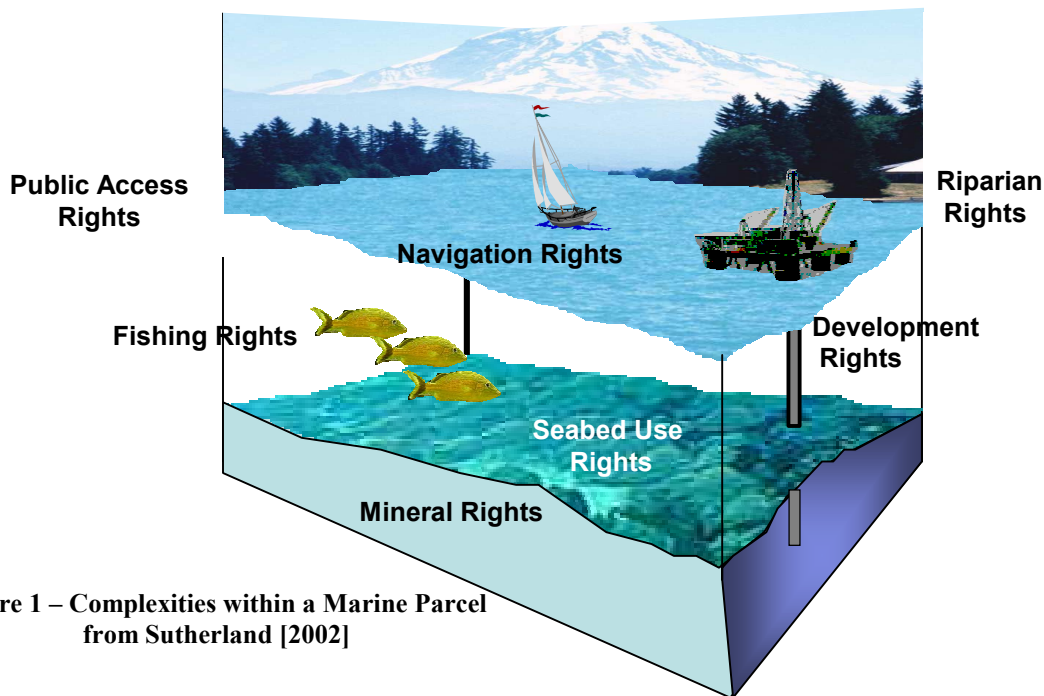 Public Access
Rights
Riparian
Rights
Navigation Rights
Fishing Rights
Development
Rights
Seabed Use
Rights
Mineral Rights
re 1 – Complexities within a Marine Parcel
from Sutherland [2002]